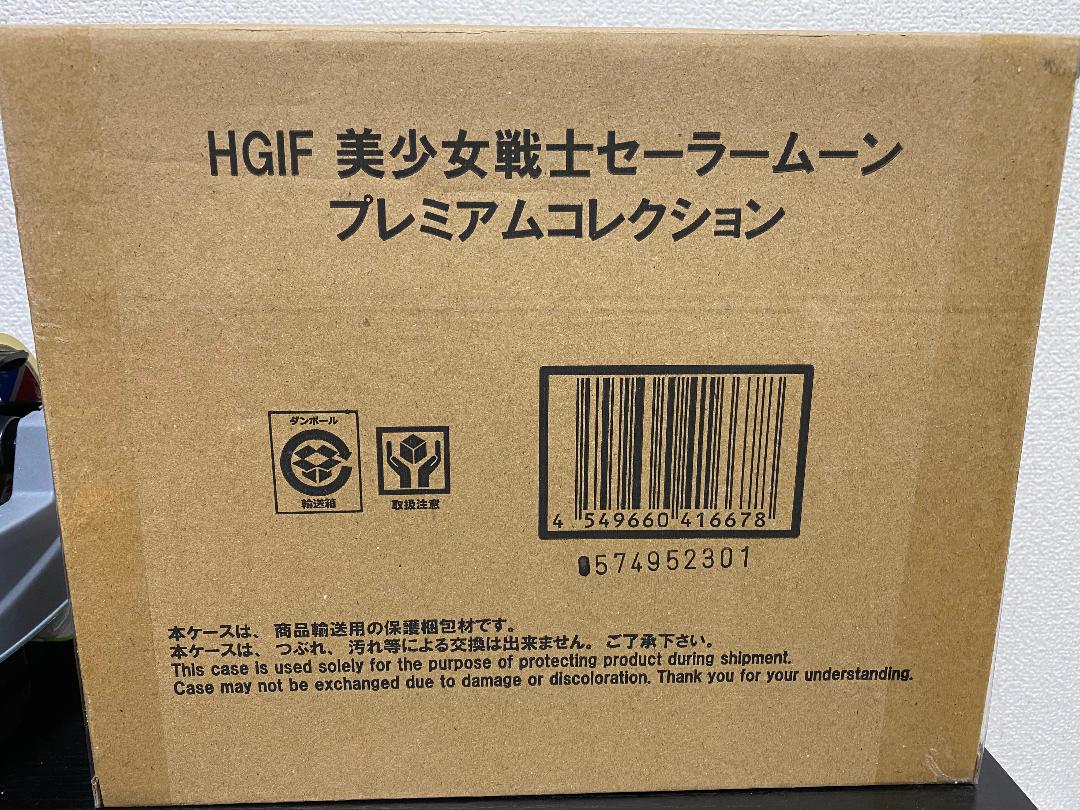 HGIF 美少女戦士セーラームーン
プレミアムコレクション
ダンボール
輸送箱
取扱注意
4 549660 416678
0574952301
本ケースは、商品輸送用の保護梱包材です。
本ケースは、つぶれ、汚れ等による交換は出来ません。ご了承下さい。
This case is used solely for the purpose of protecting product during shipment.
Case may not be exchanged due to damage or discoloration. Thank you for your understanding.